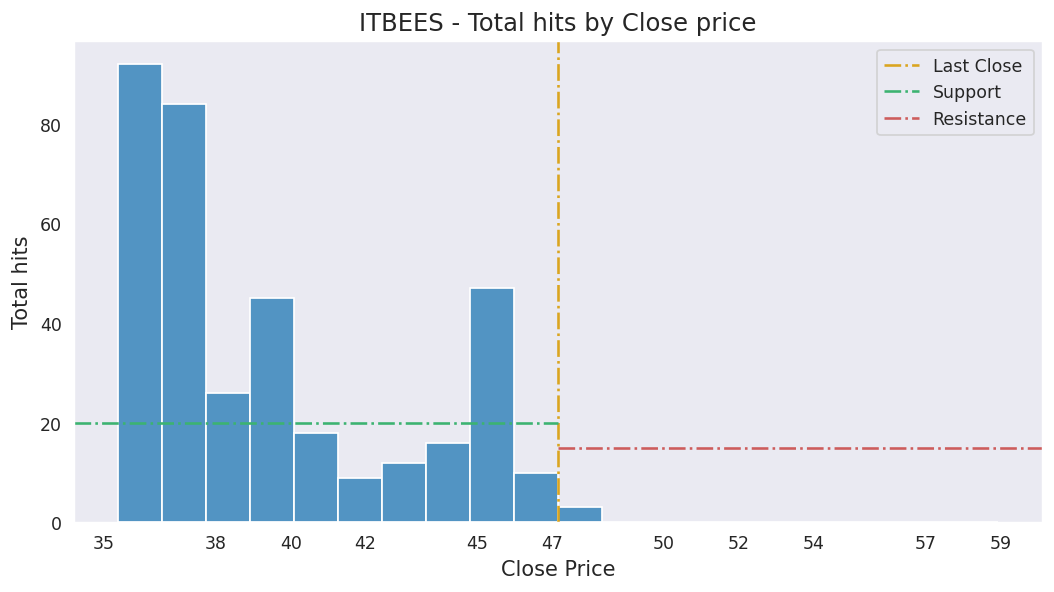 ITBEES - Total hits by Close price
Last Close
Support
Resistance
Total hits
80
60
40
20
0
35 38 40 42 45 47 50 52 54 57 59
Close Price